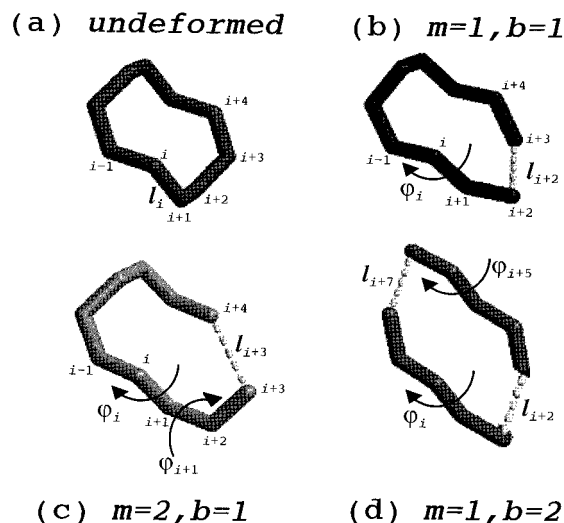 (a) undeformed
(b) m=1,b=1
i+4
i+3
i
i-1
l_i
i+1
i+2
i+4
i+3
i
i-1
l_{i+2}
φ_i
i+1
i+2
i+4
l_{i+3}
i
i-1
i+3
φ_i
i+1
i+2
φ_{i+1}
l_{i+7}
φ_{i+5}
φ_i
l_{i+2}
(c) m=2,b=1
(d) m=1,b=2